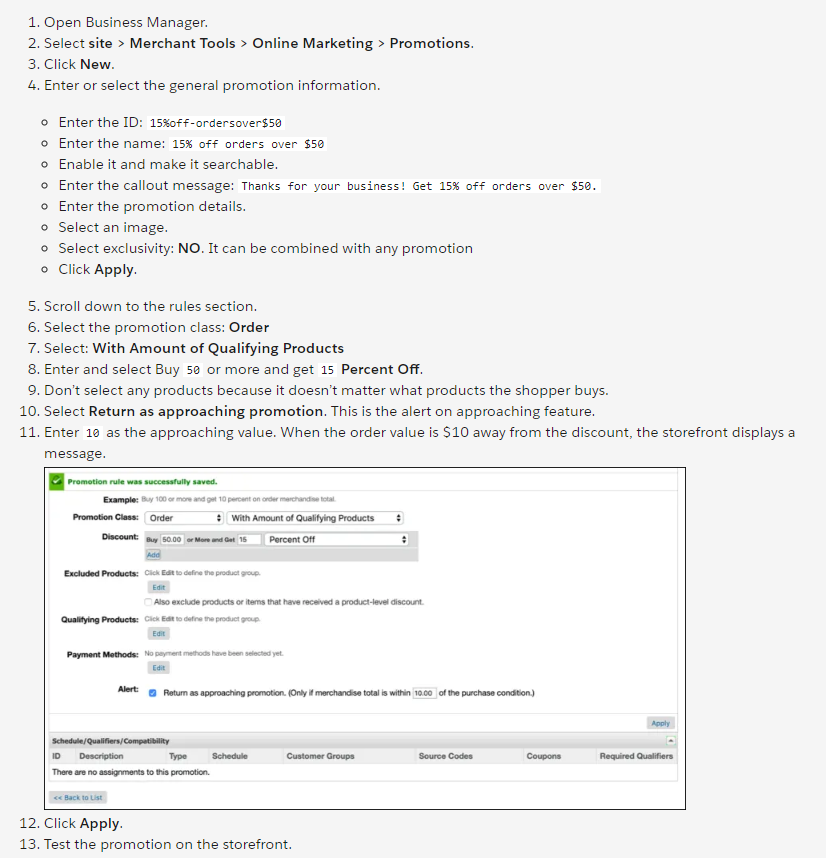 1. Open Business Manager.
2. Select site > Merchant Tools > Online Marketing > Promotions.
3. Click New.
4. Enter or select the general promotion information.
Enter the ID: 15%off-ordersover$50
Enter the name: 15% off orders over $50
Enable it and make it searchable.
Enter the callout message: Thanks for your business! Get 15% off orders over $50.
Enter the promotion details.
Select an image.
Select exclusivity: NO. It can be combined with any promotion
Click Apply.
5. Scroll down to the rules section.
6. Select the promotion class: Order
7. Select: With Amount of Qualifying Products
8. Enter and select Buy 50 or more and get 15 Percent Off.
9. Don't select any products because it doesn't matter what products the shopper buys.
10. Select Return as approaching promotion. This is the alert on approaching feature.
11. Enter 10 as the approaching value. When the order value is $10 away from the discount, the storefront displays a
message.
Promotion rule was successfully saved.
Example: Buy 100 or more and get 10 percent on order merchandise total.
Promotion Class: Order With Amount of Qualifying Products
Discount: Buy 50.00 or More and Get 15 Percent Off
Add
Excluded Products: Click Edit to define the product group.
Edit
Also exclude products or items that have received a product-level discount.
Qualifying Products: Click Edit to define the product group.
Edit
Payment Methods: No payment methods have been selected yet.
Edit
Alert: Return as approaching promotion. (Only if merchandise total is within 10.00 of the purchase condition.)
Apply
Schedule/Qualifiers/Compatibility
ID Description Type Schedule Customer Groups Source Codes Coupons Required Qualifiers
There are no assignments to this promotion.
<< Back to List
12. Click Apply.
13. Test the promotion on the storefront.